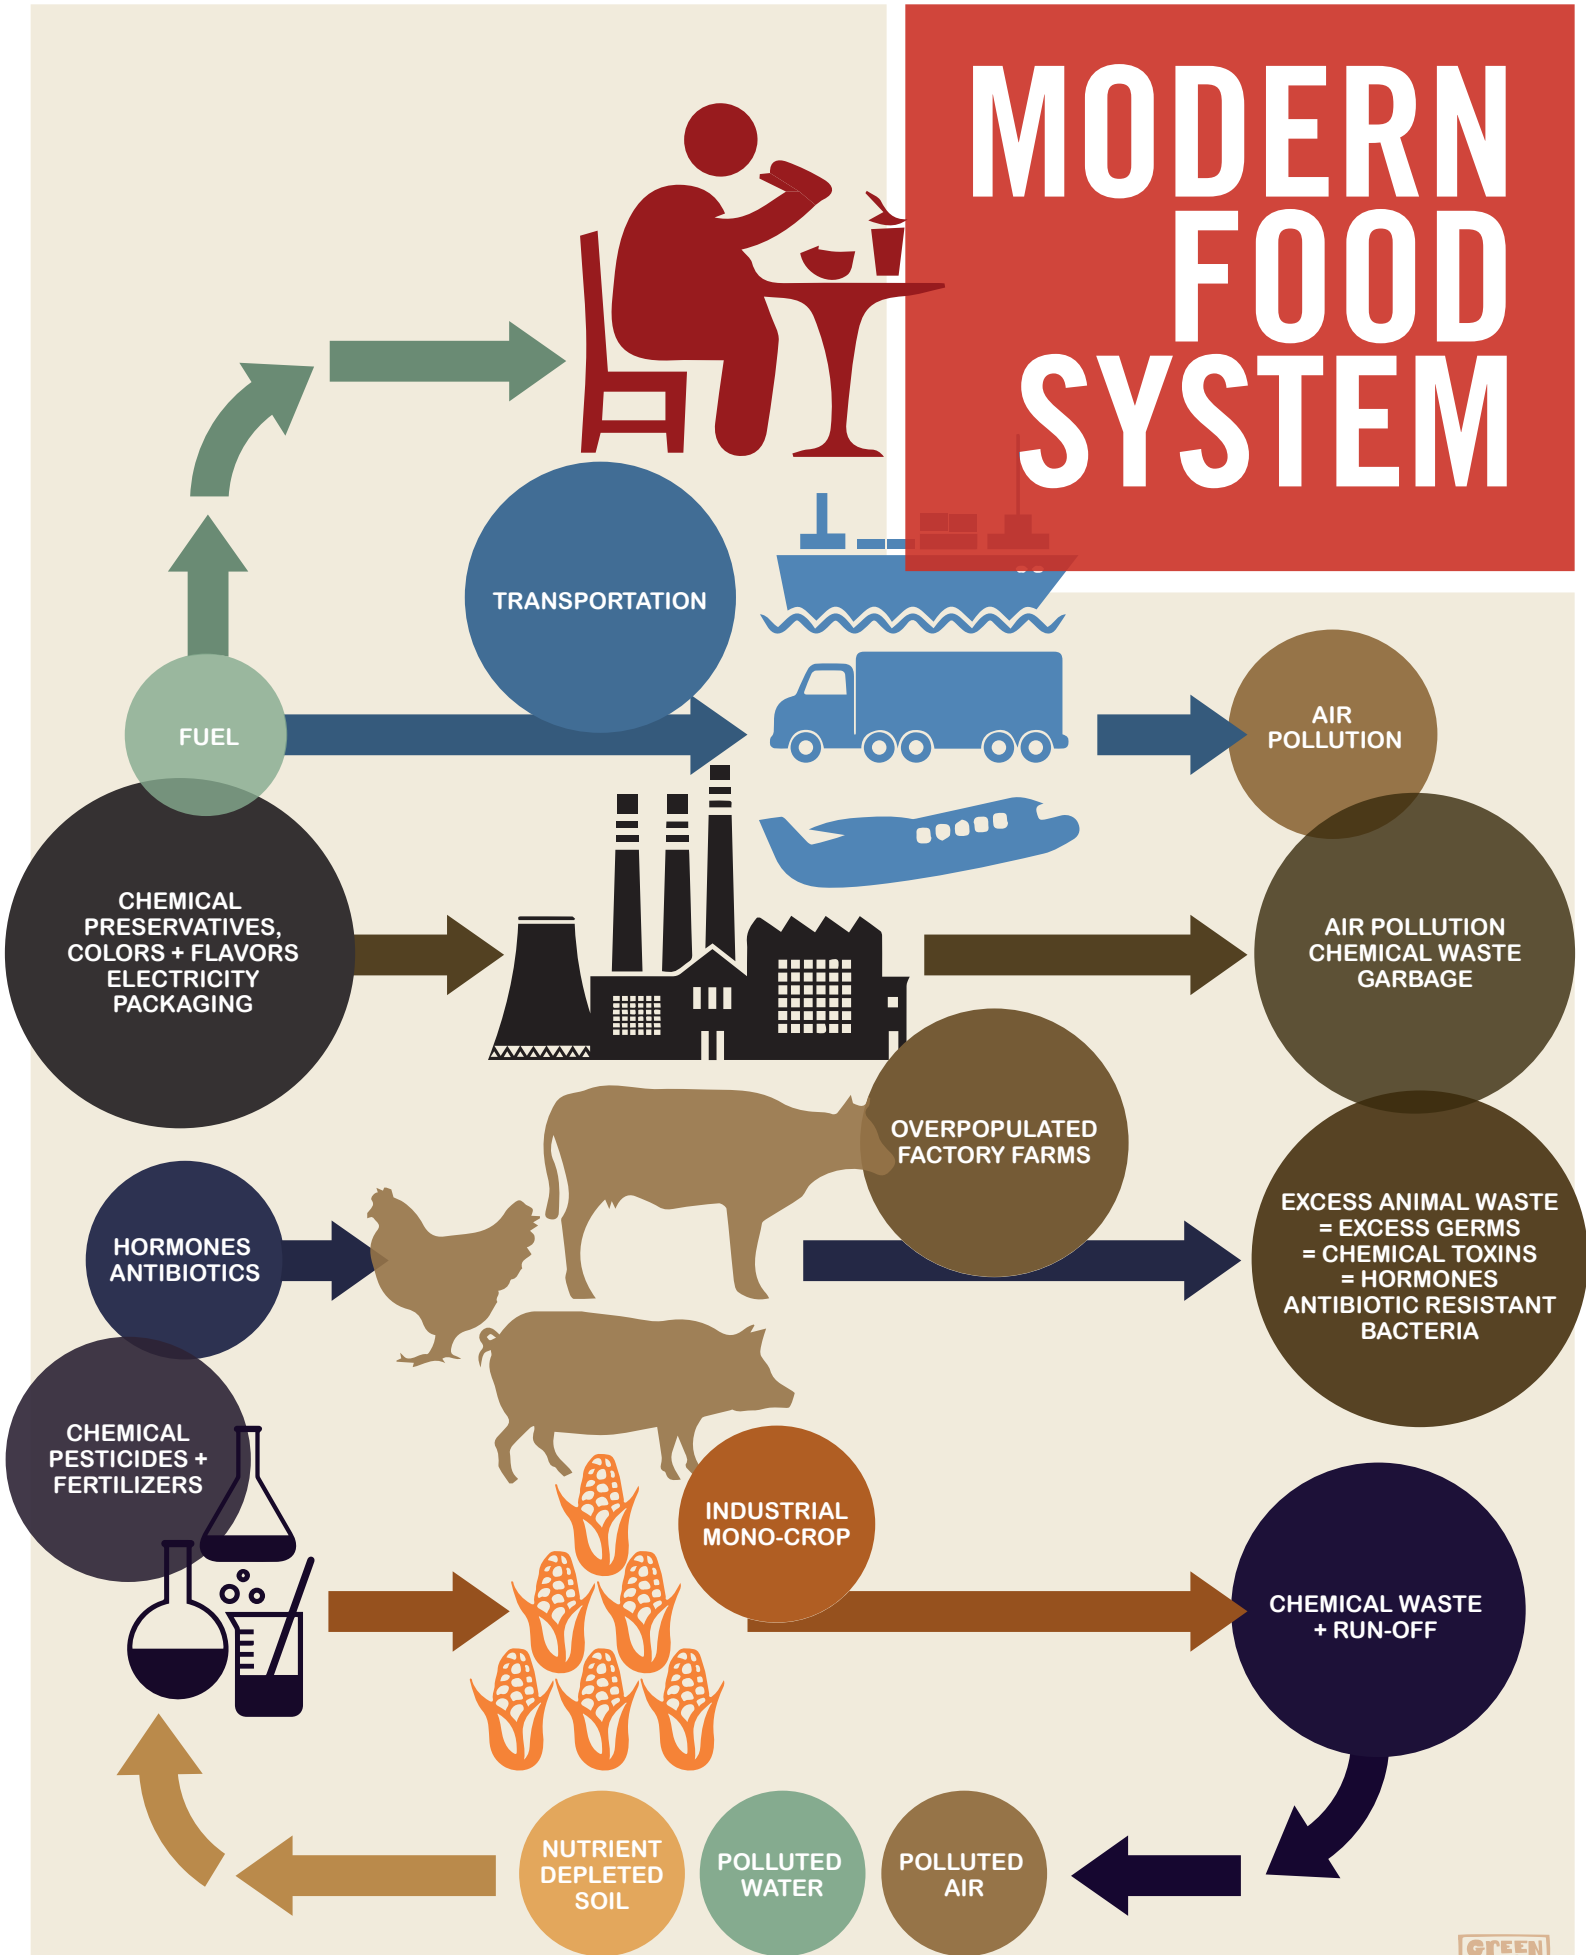 MODERN
FOOD
SYSTEM
TRANSPORTATION
FUEL
AIR
POLLUTION
CHEMICAL
PRESERVATIVES,
COLORS + FLAVORS
ELECTRICITY
PACKAGING
AIR POLLUTION
CHEMICAL WASTE
GARBAGE
OVERPOPULATED
FACTORY FARMS
HORMONES
ANTIBIOTICS
EXCESS ANIMAL WASTE
= EXCESS GERMS
= CHEMICAL TOXINS
= HORMONES
ANTIBIOTIC RESISTANT
BACTERIA
CHEMICAL
PESTICIDES +
FERTILIZERS
INDUSTRIAL
MONO-CROP
CHEMICAL WASTE
+ RUN-OFF
NUTRIENT
DEPLETED
SOIL
POLLUTED
WATER
POLLUTED
AIR
GREEN